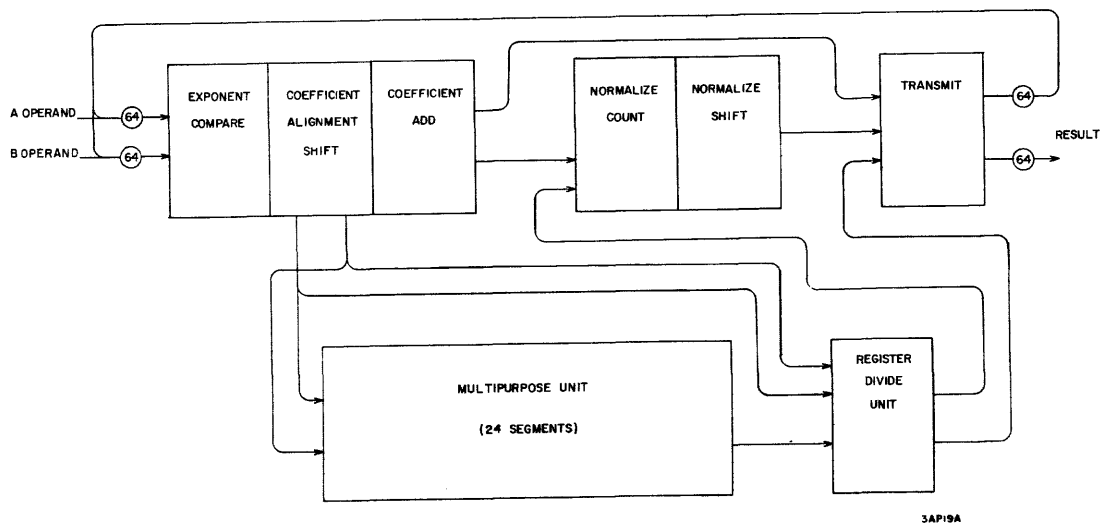 EXPONENT
COMPARE
COEFFICIENT
ALIGNMENT
SHIFT
COEFFICIENT
ADD
NORMALIZE
COUNT
NORMALIZE
SHIFT
TRANSMIT
A OPERAND
64
B OPERAND
64
64
64
RESULT
MULTIPURPOSE UNIT
(24 SEGMENTS)
REGISTER
DIVIDE
UNIT
3AP19A